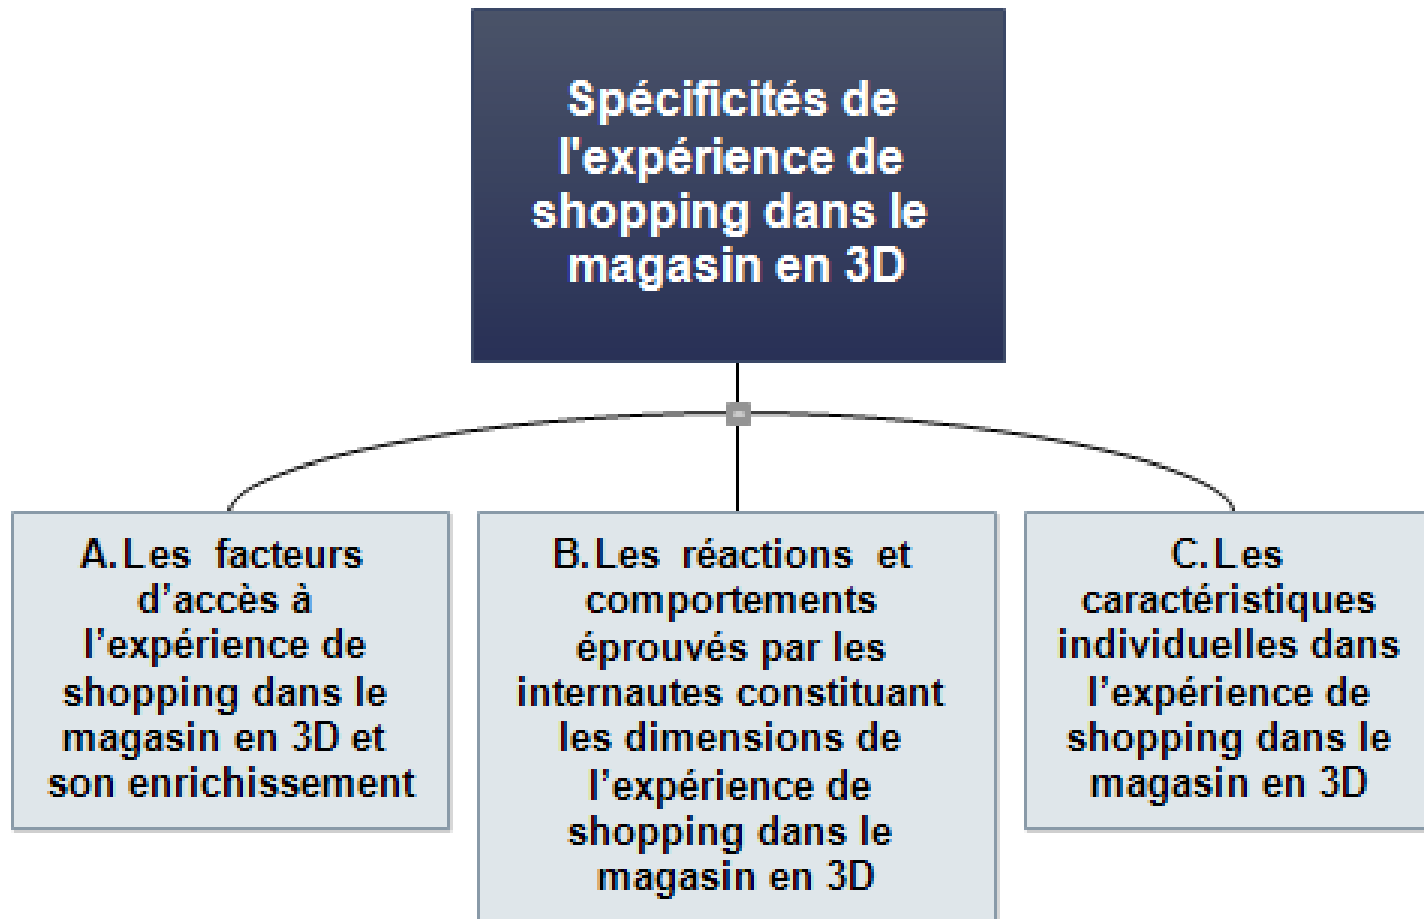 Spécificités de
l'expérience de
shopping dans le
magasin en 3D
A. Les facteurs
d’accès à
l’expérience de
shopping dans le
magasin en 3D et
son enrichissement
B. Les réactions et
comportements
éprouvés par les
internautes constituant
les dimensions de
l’expérience de
shopping dans le
magasin en 3D
C. Les
caractéristiques
individuelles dans
l’expérience de
shopping dans le
magasin en 3D